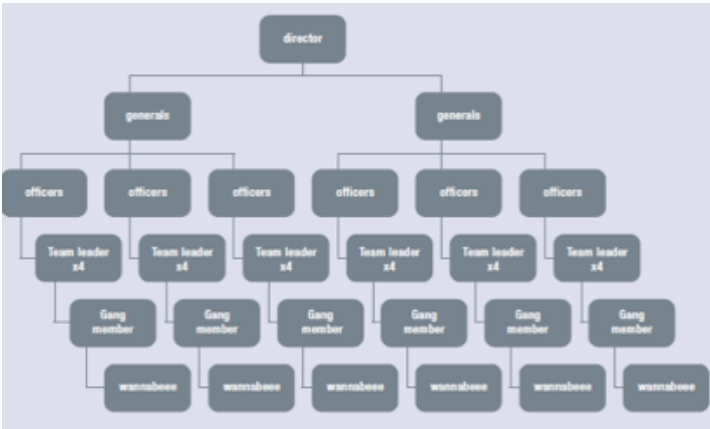 director
generals
generals
officers
officers
officers
officers
officers
officers
Team leader
x4
Team leader
x4
Team leader
x4
Team leader
x4
Team leader
x4
Team leader
x4
Gang
member
Gang
member
Gang
member
Gang
member
Gang
member
Gang
member
wannabeee
wannabeee
wannabeee
wannabeee
wannabeee
wannabeee